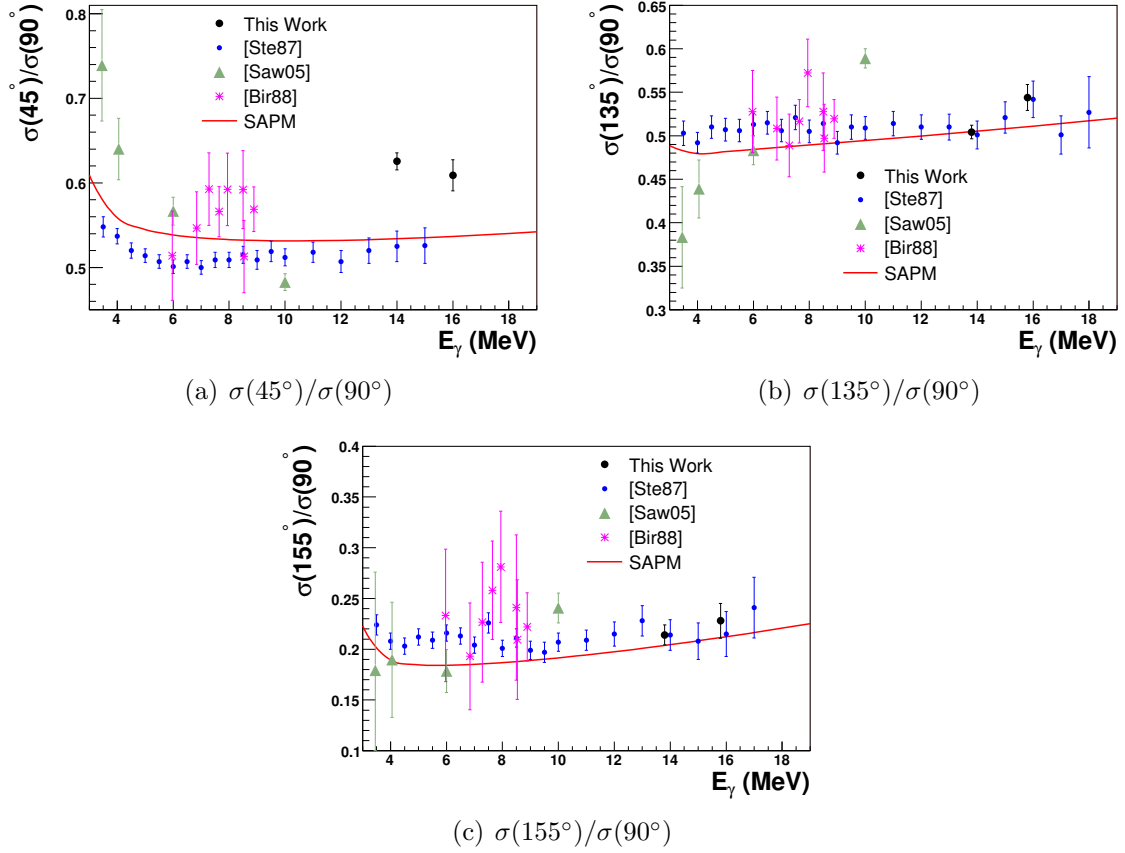 σ(45°)/σ(90°)
0.8
0.7
0.6
0.5
This Work
[Ste87]
[Saw05]
[Bir88]
SAPM
4 6 8 10 12 14 16 18
E_γ (MeV)
(a) σ(45°)/σ(90°)
σ(135°)/σ(90°)
0.65
0.6
0.55
0.5
0.45
0.4
0.35
0.3
This Work
[Ste87]
[Saw05]
[Bir88]
SAPM
4 6 8 10 12 14 16 18
E_γ (MeV)
(b) σ(135°)/σ(90°)
σ(155°)/σ(90°)
0.4
0.35
0.3
0.25
0.2
0.15
0.1
This Work
[Ste87]
[Saw05]
[Bir88]
SAPM
4 6 8 10 12 14 16 18
E_γ (MeV)
(c) σ(155°)/σ(90°)